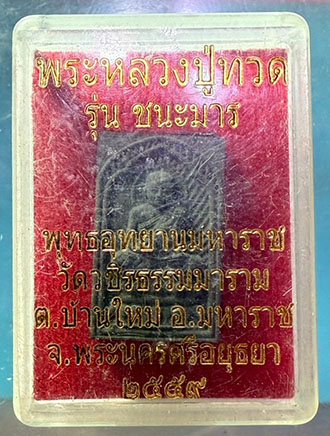 พระหลวงปู่ทวด
รุ่น ชนะมาร
พุทธอุทยานมหาราช
วัดวชิรธรรมาราม
ต.บ้านใหม่ อ.มหาราช
จ.พระนครศรีอยุธยา
๒๕๕๙